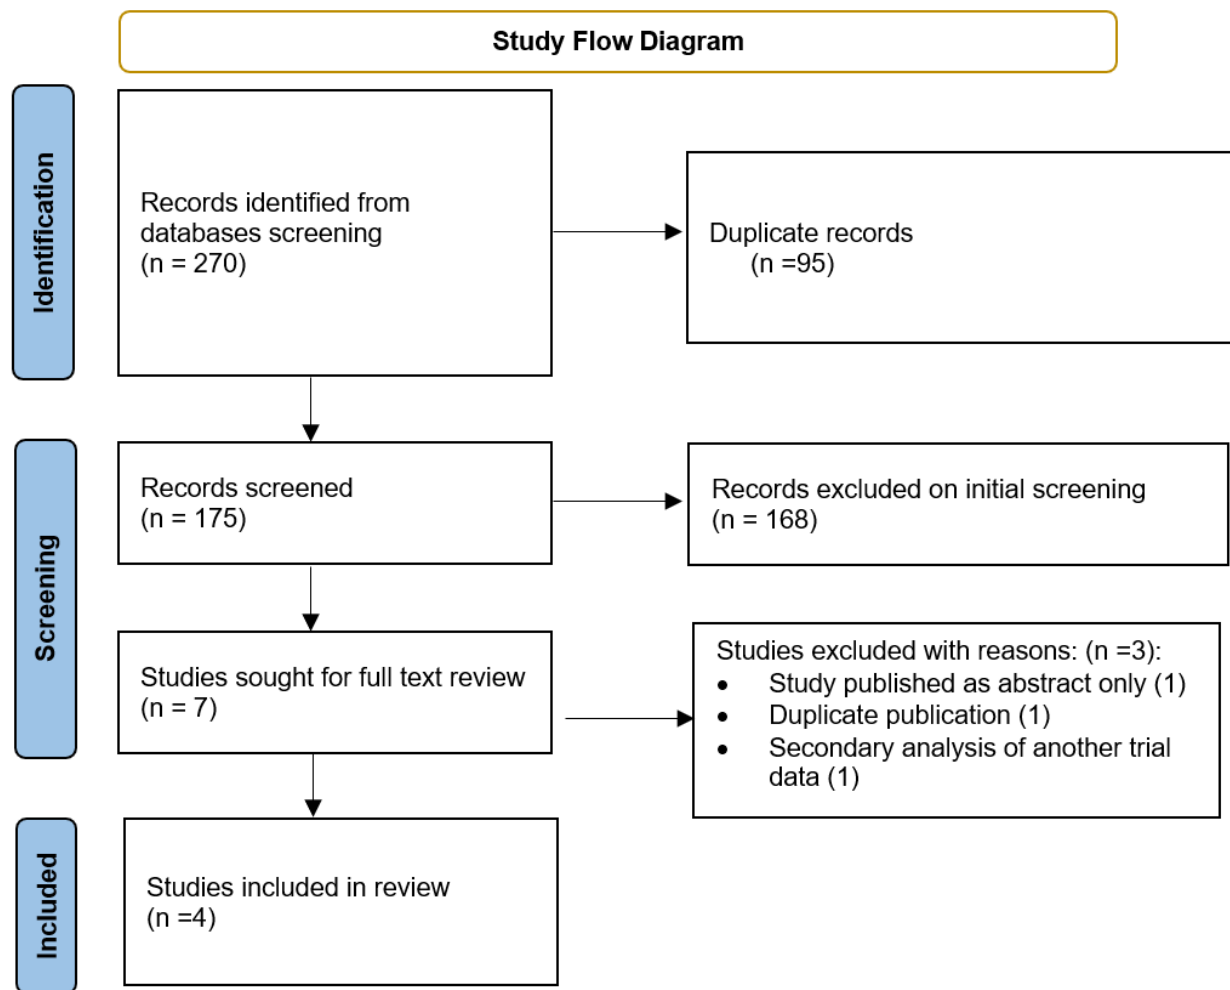 Study Flow Diagram
Identification
Records identified from
databases screening
(n = 270)
Duplicate records
(n =95)
Screening
Records screened
(n = 175)
Records excluded on initial screening
(n = 168)
Studies sought for full text review
(n = 7)
Studies excluded with reasons: (n =3):
• Study published as abstract only (1)
• Duplicate publication (1)
• Secondary analysis of another trial
data (1)
Included
Studies included in review
(n =4)